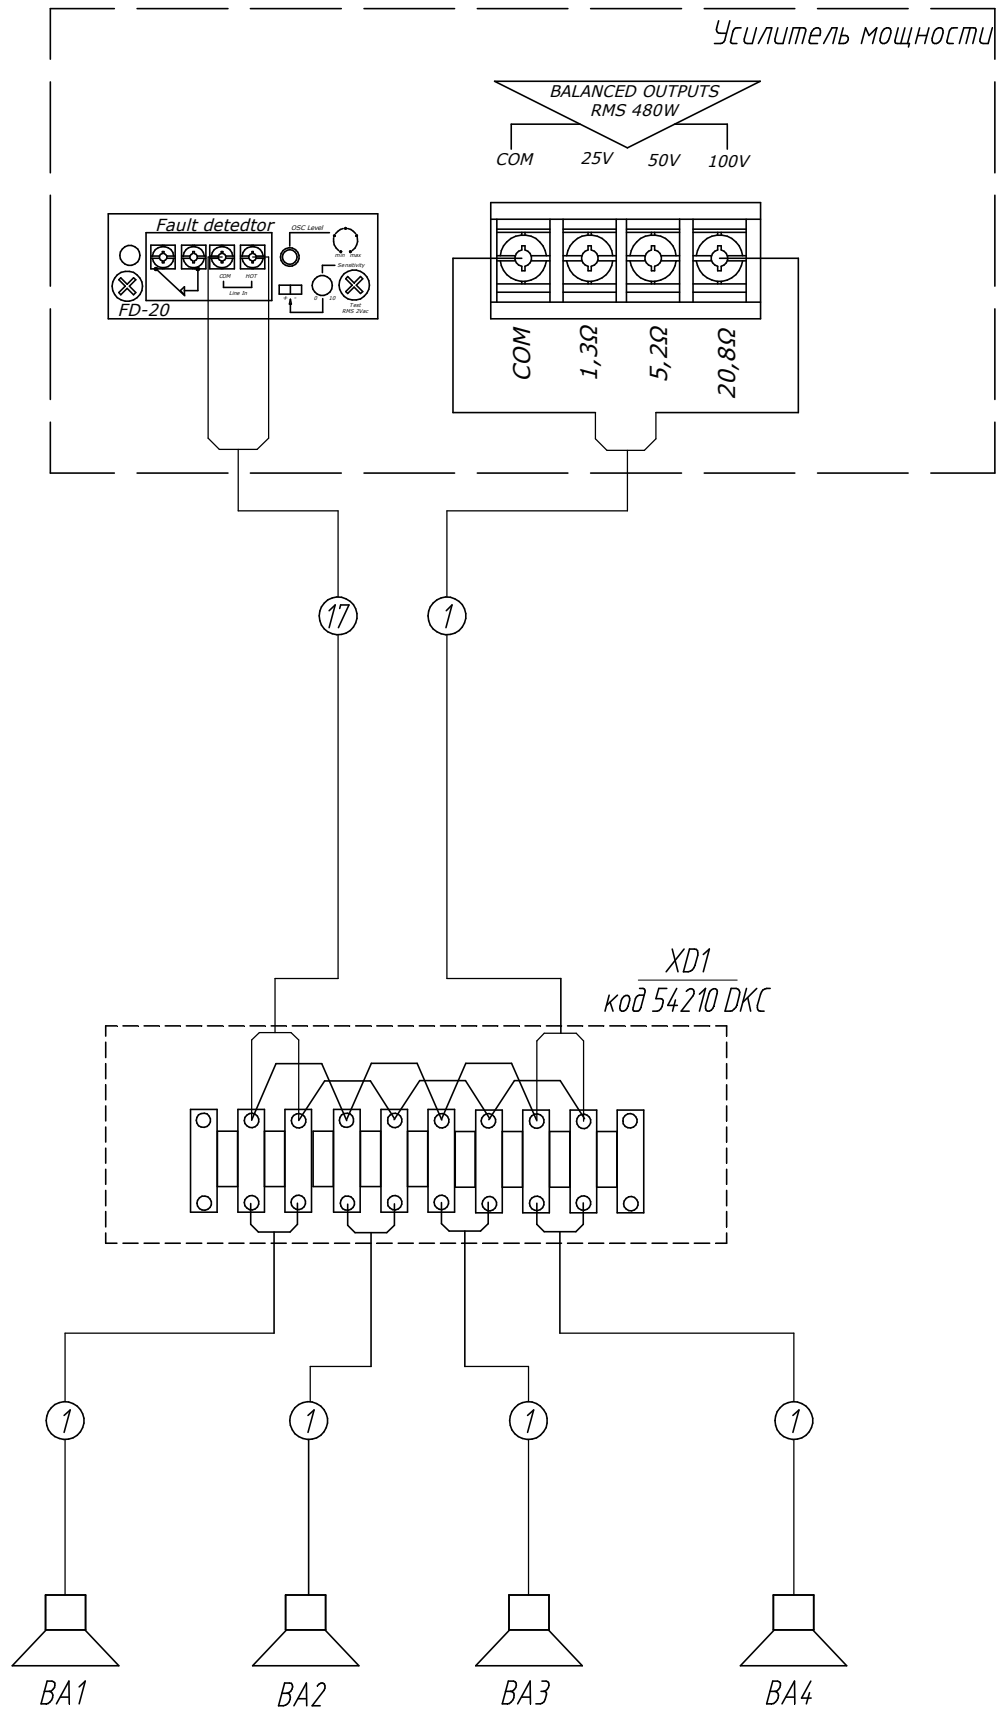 Усилитель мощности
BALANCED OUTPUTS
RMS 480W
COM 25V 50V 100V
Fault detedtor
OSC Level
min max
Sensitivity
COM HOT
Line In
+ -
0 10
Test
RMS 2Vac
FD-20
COM
1,3Ω
5,2Ω
20,8Ω
17
1
XD1
код 54210 DKC
1
1
1
1
BA1
BA2
BA3
BA4